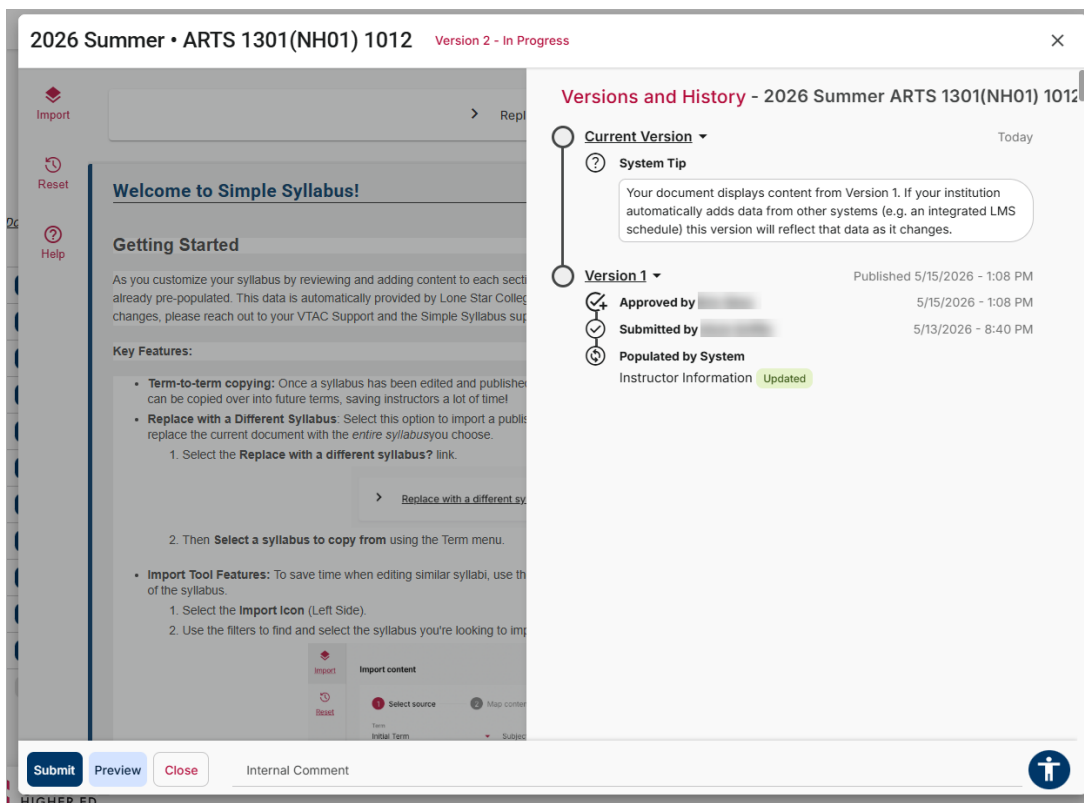 2026 Summer • ARTS 1301(NH01) 1012 Version 2 - In Progress
Import
Reset
Help
Repl
Welcome to Simple Syllabus!
Getting Started
As you customize your syllabus by reviewing and adding content to each secti
already pre-populated. This data is automatically provided by Lone Star Colleg
changes, please reach out to your VTAC Support and the Simple Syllabus sup
Key Features:
• Term-to-term copying: Once a syllabus has been edited and publishe
can be copied over into future terms, saving instructors a lot of time!
• Replace with a Different Syllabus: Select this option to import a publis
replace the current document with the entire syllabusyou choose.
1. Select the Replace with a different syllabus? link.
Replace with a different sy
2. Then Select a syllabus to copy from using the Term menu.
• Import Tool Features: To save time when editing similar syllabi, use th
of the syllabus.
1. Select the Import Icon (Left Side).
2. Use the filters to find and select the syllabus you're looking to imp
Import
Import content
Reset
1 Select source 2 Map conten
Term
Initial Term Subjec
Versions and History - 2026 Summer ARTS 1301(NH01) 1012
Current Version Today
System Tip
Your document displays content from Version 1. If your institution
automatically adds data from other systems (e.g. an integrated LMS
schedule) this version will reflect that data as it changes.
Version 1 Published 5/15/2026 - 1:08 PM
Approved by 5/15/2026 - 1:08 PM
Submitted by 5/13/2026 - 8:40 PM
Populated by System
Instructor Information Updated
Submit Preview Close Internal Comment
HIGHER ED